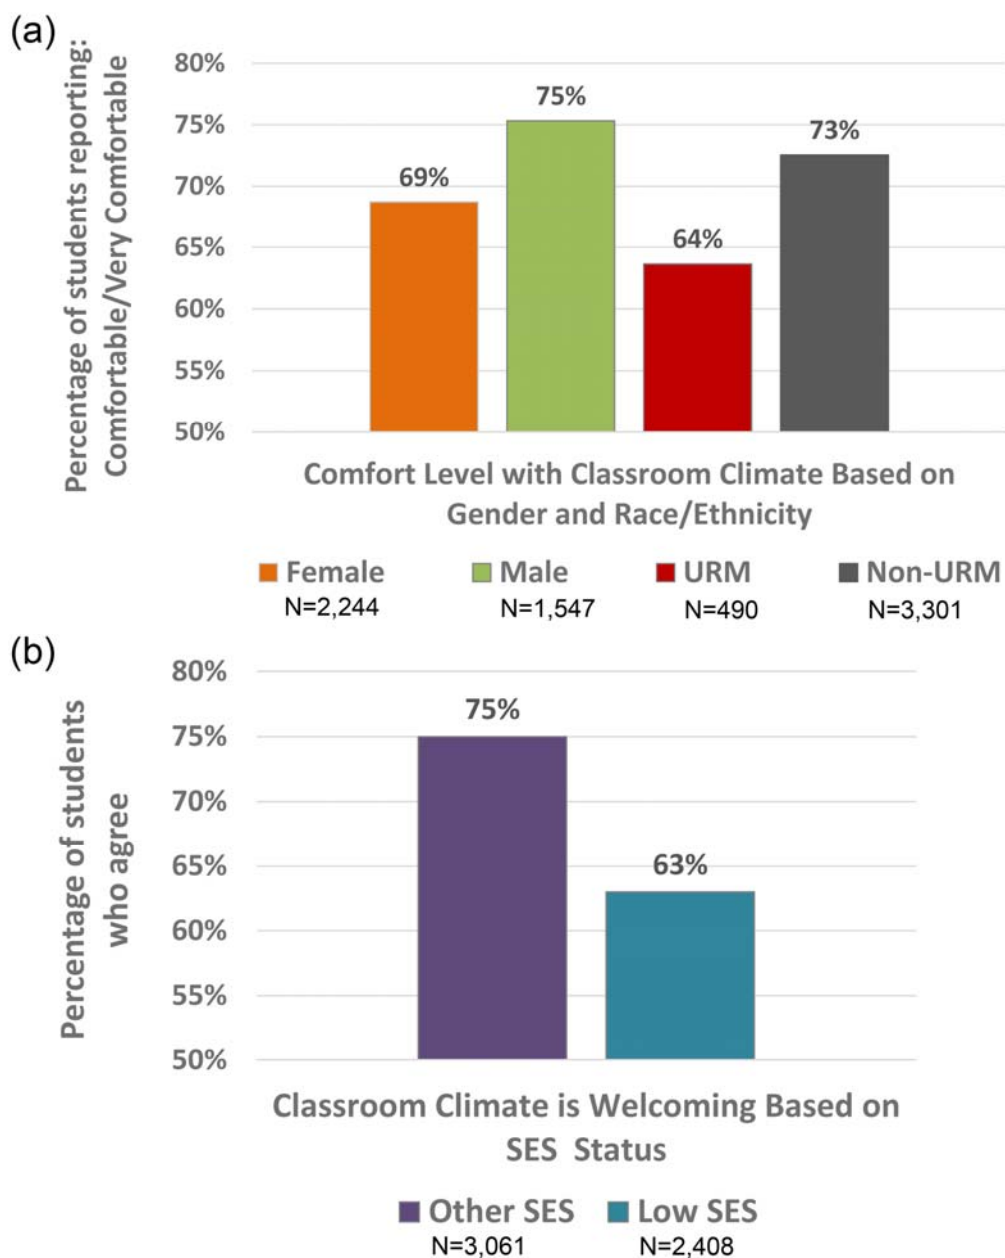 (a)
Percentage of students reporting:
Comfortable/Very Comfortable
80%
75%
70%
65%
60%
55%
50%
69%
75%
64%
73%
Comfort Level with Classroom Climate Based on
Gender and Race/Ethnicity
Female Male URM Non-URM
N=2,244 N=1,547 N=490 N=3,301
(b)
Percentage of students
who agree
80%
75%
70%
65%
60%
55%
50%
75%
63%
Classroom Climate is Welcoming Based on
SES Status
Other SES Low SES
N=3,061 N=2,408